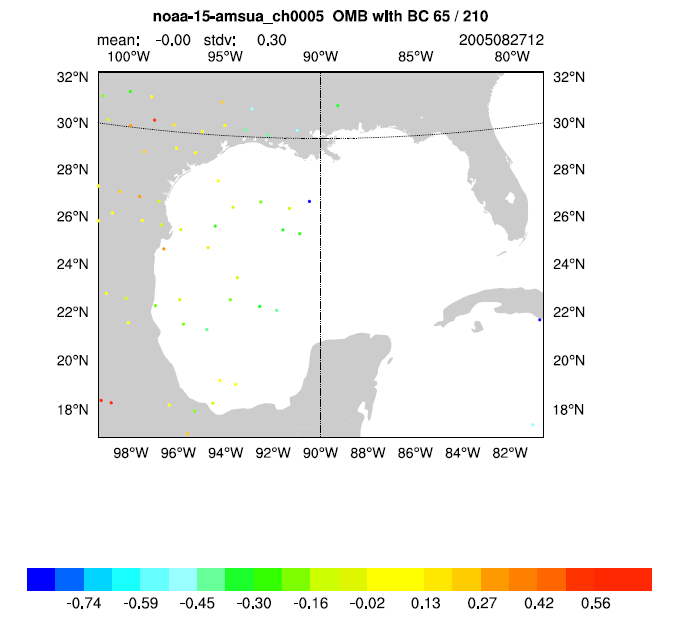 noaa-15-amsua_ch0005 OMB with BC 65 / 210
mean: -0.00 stdv: 0.30 2005082712
100°W 95°W 90°W 85°W 80°W
32°N 32°N
30°N 30°N
28°N 28°N
26°N 26°N
24°N 24°N
22°N 22°N
20°N 20°N
18°N 18°N
98°W 96°W 94°W 92°W 90°W 88°W 86°W 84°W 82°W
-0.74 -0.59 -0.45 -0.30 -0.16 -0.02 0.13 0.27 0.42 0.56